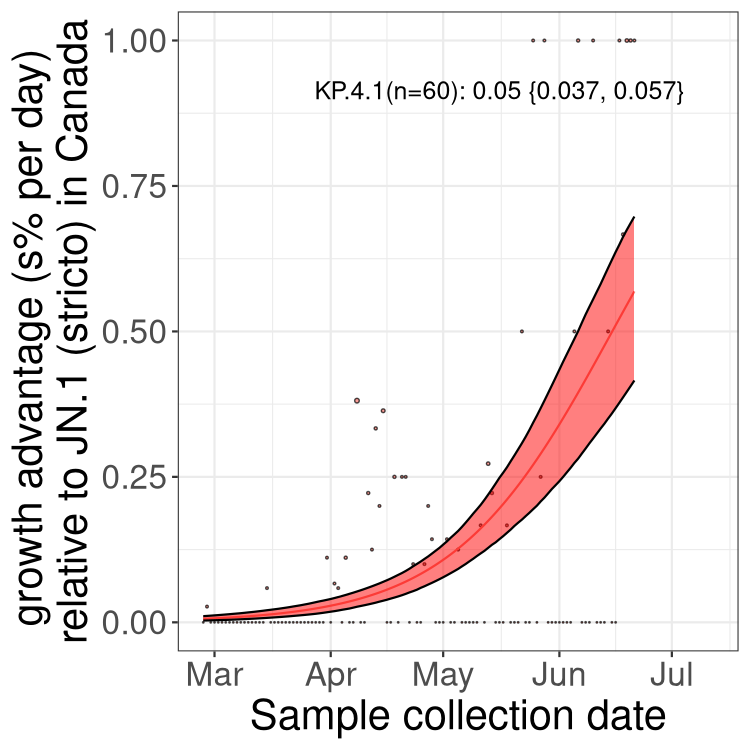 growth advantage (s% per day)
relative to JN.1 (stricto) in Canada
1.00
0.75
0.50
0.25
0.00
KP.4.1(n=60): 0.05 {0.037, 0.057}
Mar Apr May Jun Jul
Sample collection date